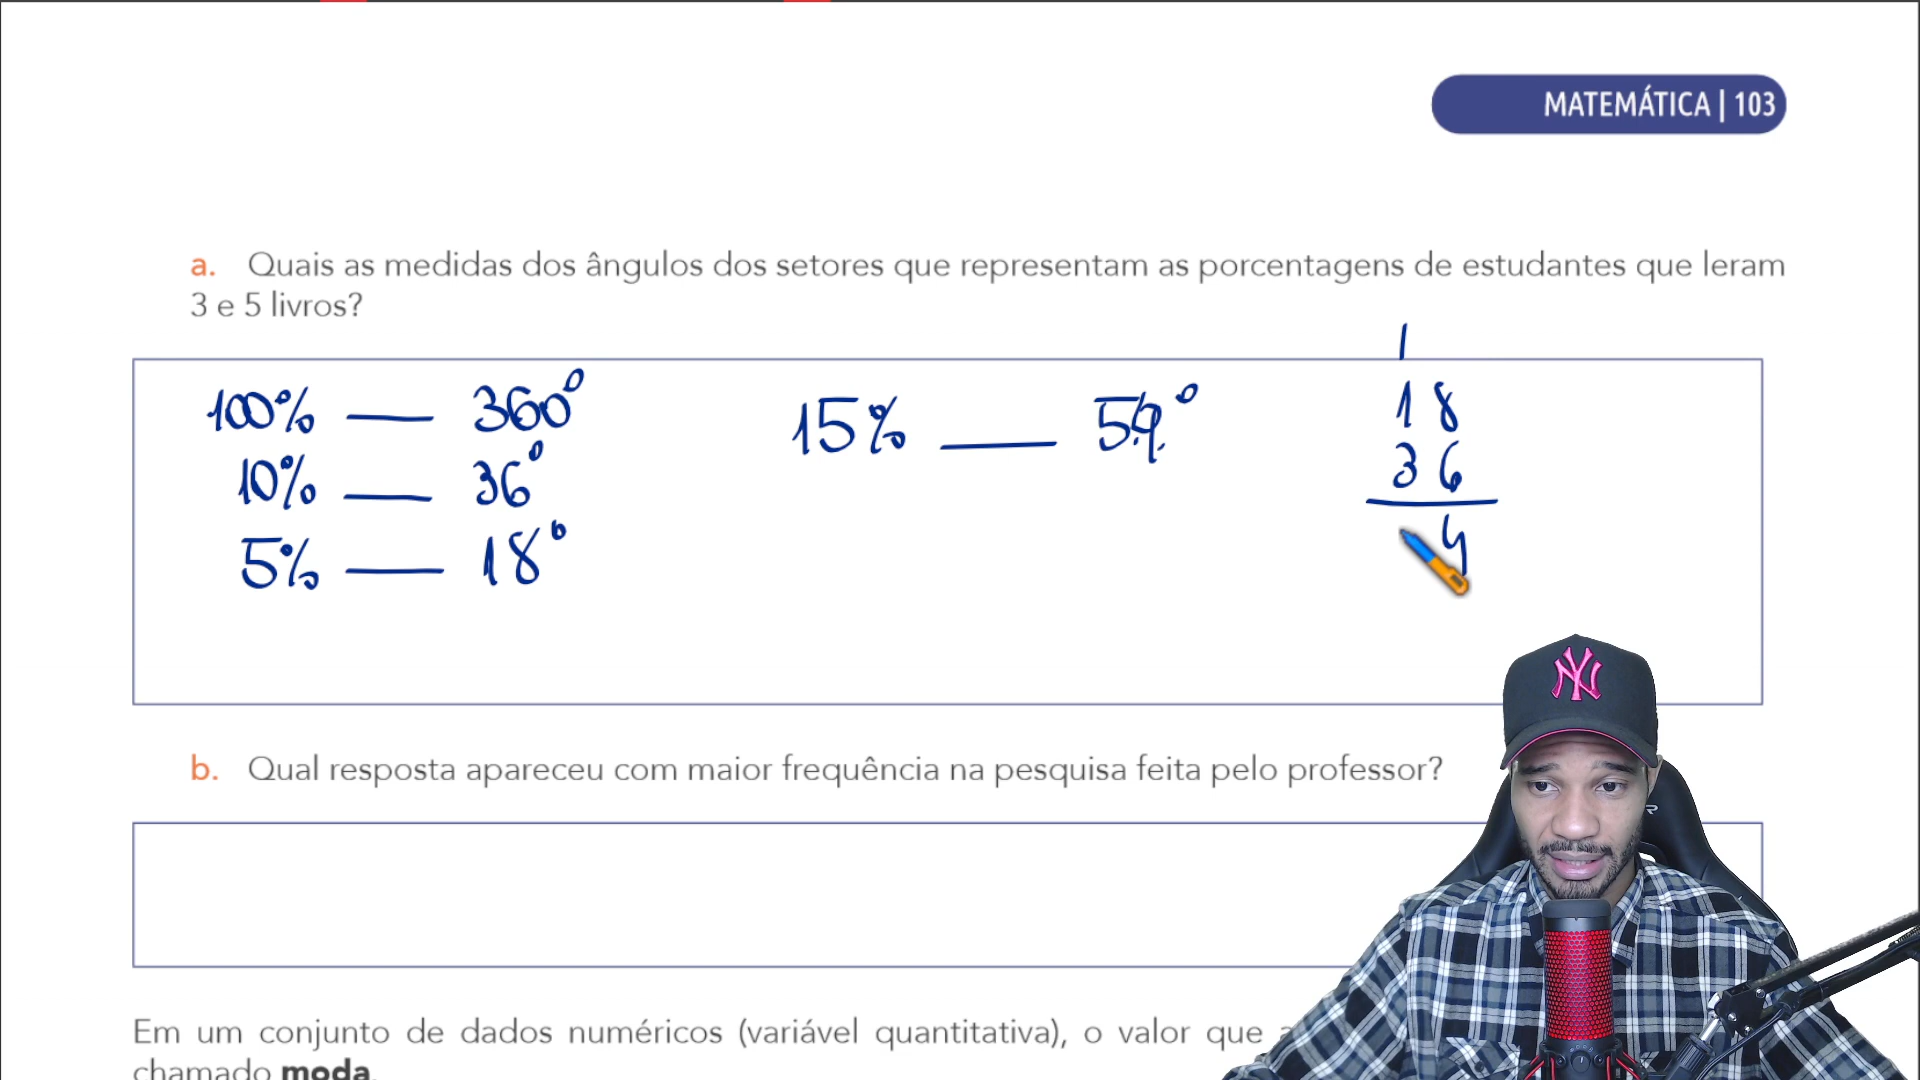 MATEMÁTICA | 103
a. Quais as medidas dos ângulos dos setores que representam as porcentagens de estudantes que leram
3 e 5 livros?
100% — 360°
10% — 36°
5% — 18°
15% — 54°
1
18
36
4
b. Qual resposta apareceu com maior frequência na pesquisa feita pelo professor?
NY
R
Em um conjunto de dados numéricos (variável quantitativa), o valor que
chamado moda.